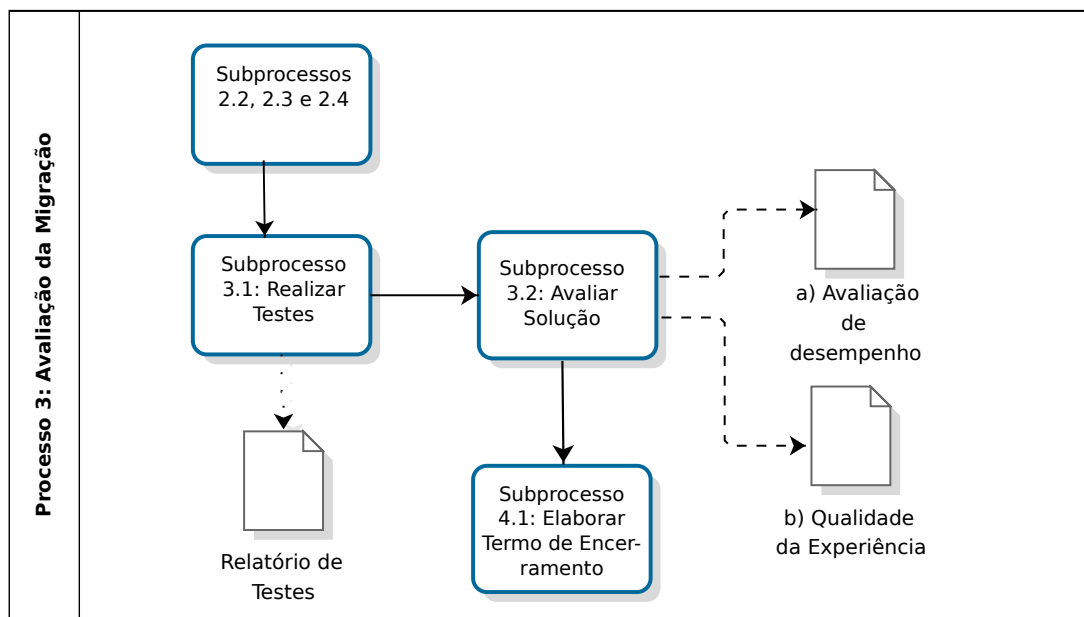 Processo 3: Avaliação da Migração
Subprocessos
2.2, 2.3 e 2.4
Subprocesso
3.1: Realizar
Testes
Subprocesso
3.2: Avaliar
Solução
a) Avaliação
de
desempenho
Relatório de
Testes
Subprocesso
4.1: Elaborar
Termo de Encer-
ramento
b) Qualidade
da Experiência